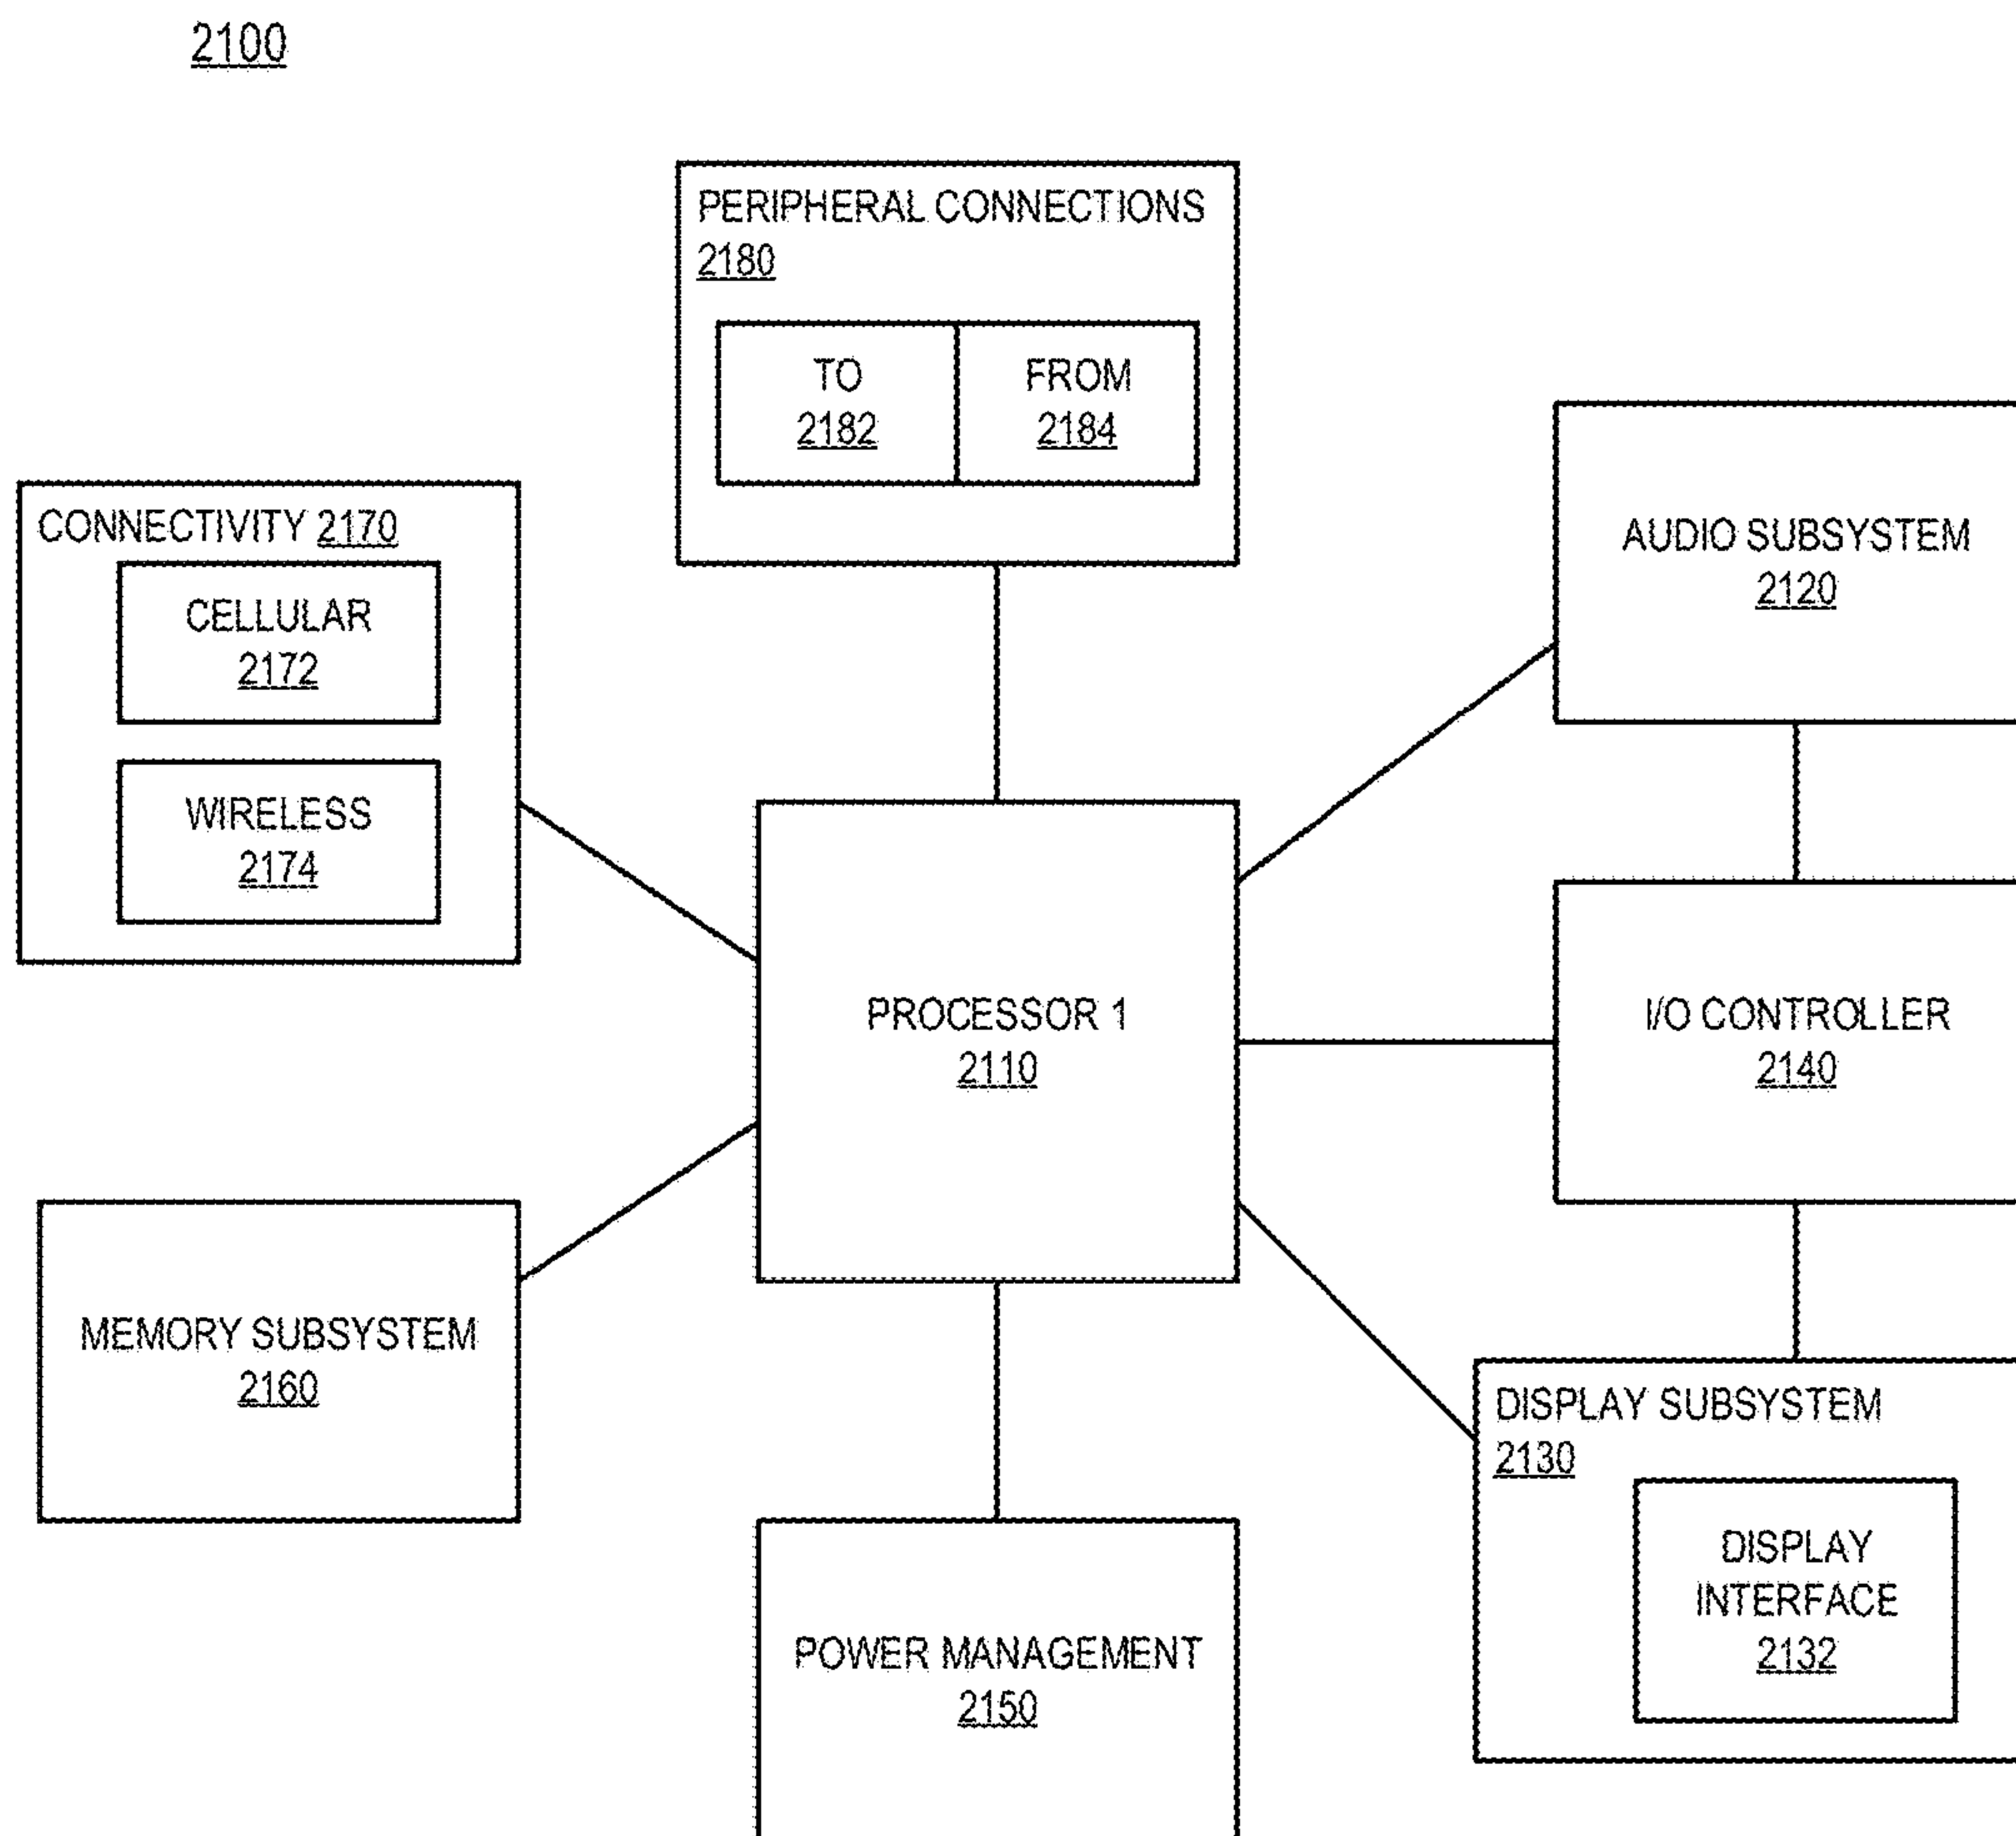 2100
PERIPHERAL CONNECTIONS
2180
TO
2182
FROM
2184
AUDIO SUBSYSTEM
2120
CONNECTIVITY 2170
CELLULAR
2172
WIRELESS
2174
PROCESSOR 1
2110
I/O CONTROLLER
2140
MEMORY SUBSYSTEM
2160
DISPLAY SUBSYSTEM
2130
DISPLAY
INTERFACE
2132
POWER MANAGEMENT
2150